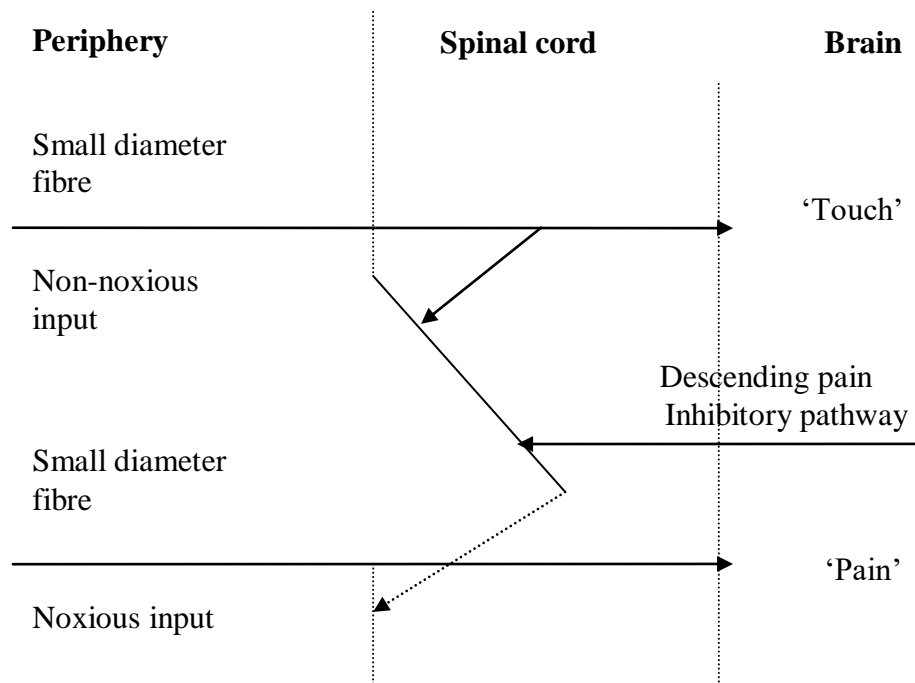 Periphery
Spinal cord
Brain
Small diameter
fibre
‘Touch’
Non-noxious
input
Descending pain
Inhibitory pathway
Small diameter
fibre
‘Pain’
Noxious input